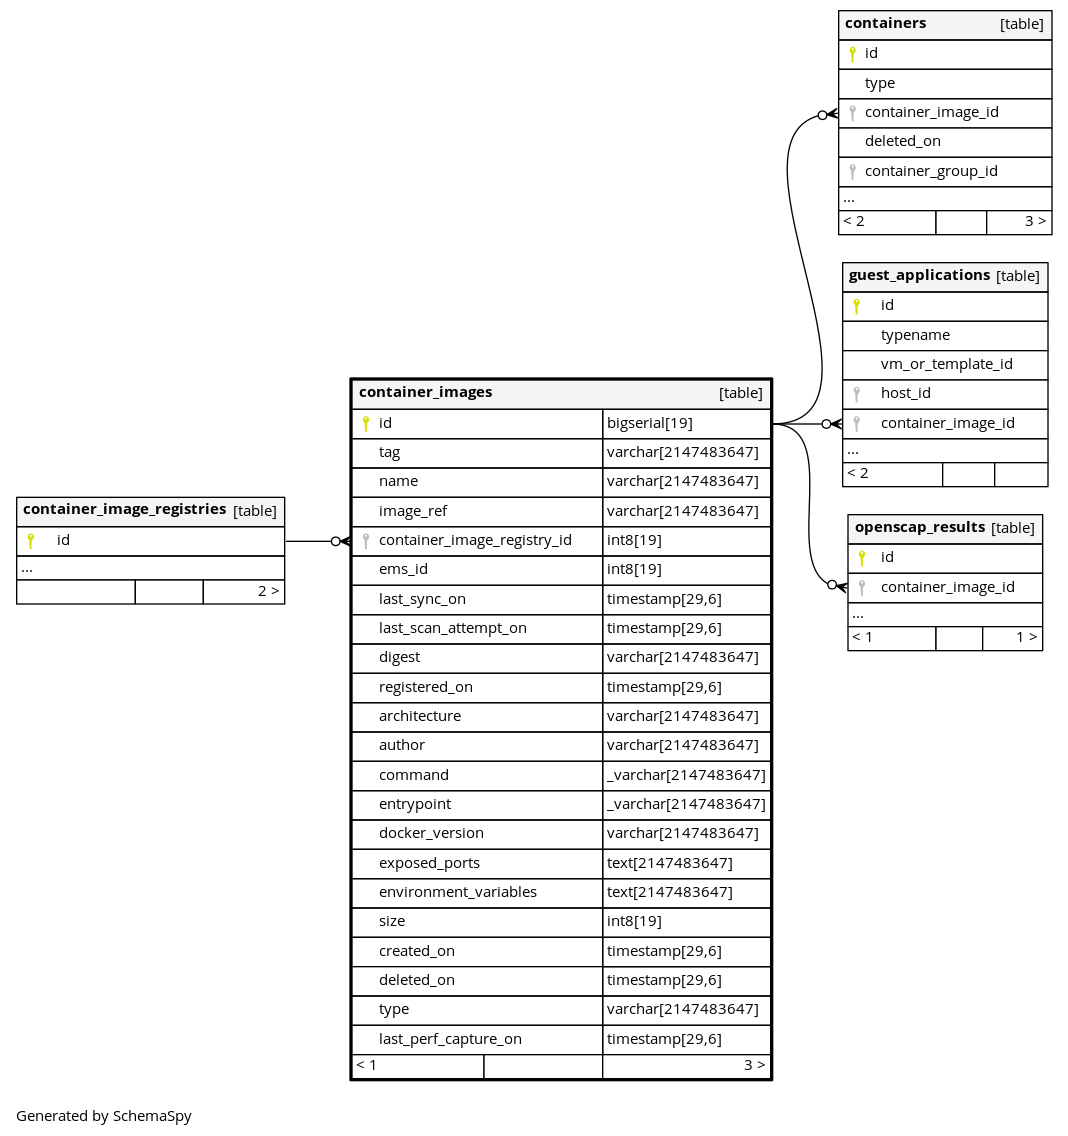 containers [table]
id
type
container_image_id
deleted_on
container_group_id
...
< 2 3 >
guest_applications [table]
id
typename
vm_or_template_id
host_id
container_image_id
...
< 2
container_images [table]
id bigserial[19]
tag varchar[2147483647]
name varchar[2147483647]
image_ref varchar[2147483647]
container_image_registry_id int8[19]
ems_id int8[19]
last_sync_on timestamp[29,6]
last_scan_attempt_on timestamp[29,6]
digest varchar[2147483647]
registered_on timestamp[29,6]
architecture varchar[2147483647]
author varchar[2147483647]
command _varchar[2147483647]
entrypoint _varchar[2147483647]
docker_version varchar[2147483647]
exposed_ports text[2147483647]
environment_variables text[2147483647]
size int8[19]
created_on timestamp[29,6]
deleted_on timestamp[29,6]
type varchar[2147483647]
last_perf_capture_on timestamp[29,6]
< 1 3 >
container_image_registries [table]
id
...
2 >
openscap_results [table]
id
container_image_id
...
< 1 1 >
Generated by SchemaSpy